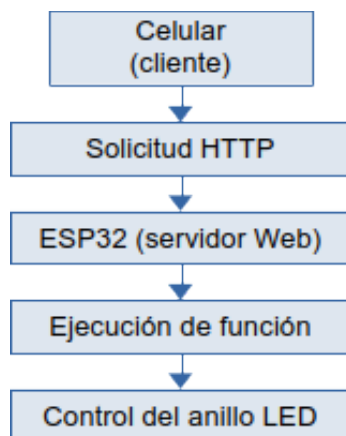 Celular
(cliente)
Solicitud HTTP
ESP32 (servidor Web)
Ejecución de función
Control del anillo LED